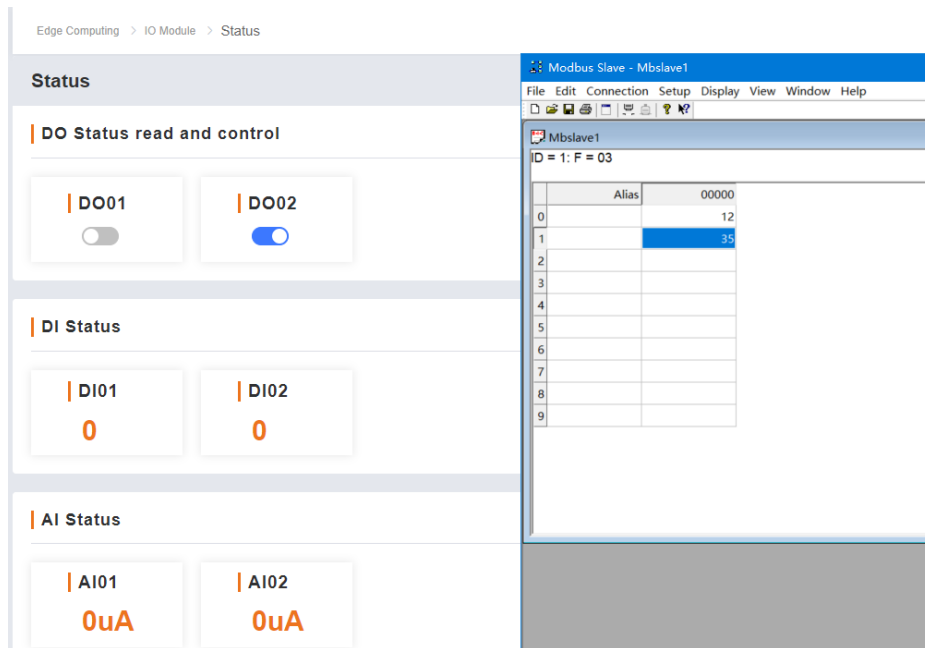 Edge Computing > IO Module > Status
Status
DO Status read and control
DO01 DO02
DI Status
DI01 DI02
0 0
AI Status
AI01 AI02
0uA 0uA
Modbus Slave - Mbslave1
File Edit Connection Setup Display View Window Help
Mbslave1
ID = 1: F = 03
Alias 00000
0 12
1 35
2
3
4
5
6
7
8
9